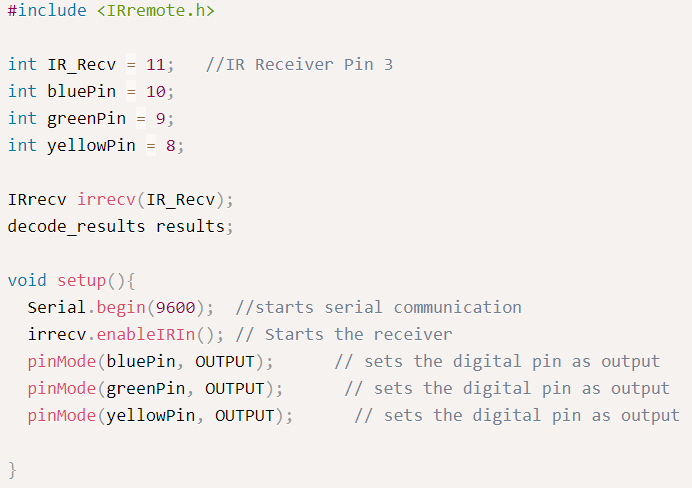 #include <IRremote.h>

int IR_Recv = 11;   //IR Receiver Pin 3
int bluePin = 10;
int greenPin = 9;
int yellowPin = 8;

IRrecv irrecv(IR_Recv);
decode_results results;

void setup(){
  Serial.begin(9600);  //starts serial communication
  irrecv.enableIRIn(); // Starts the receiver
  pinMode(bluePin, OUTPUT);      // sets the digital pin as output
  pinMode(greenPin, OUTPUT);      // sets the digital pin as output
  pinMode(yellowPin, OUTPUT);      // sets the digital pin as output

}